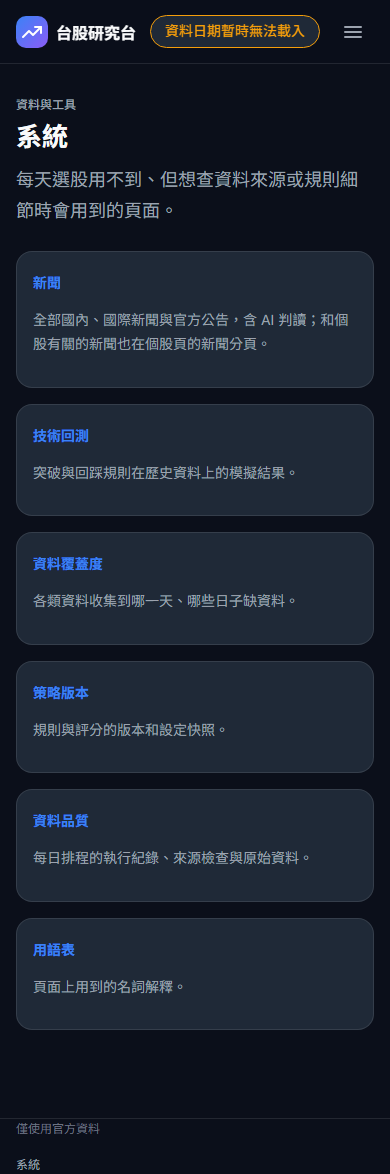 台股研究台
資料日期暫時無法載入
資料與工具
系統
每天選股用不到、但想查資料來源或規則細
節時會用到的頁面。
新聞
全部國內、國際新聞與官方公告，含 AI 判讀；和個
股有關的新聞也在個股頁的新聞分頁。
技術回測
突破與回踩規則在歷史資料上的模擬結果。
資料覆蓋度
各類資料收集到哪一天、哪些日子缺資料。
策略版本
規則與評分的版本和設定快照。
資料品質
每日排程的執行紀錄、來源檢查與原始資料。
用語表
頁面上用到的名詞解釋。
僅使用官方資料
系統